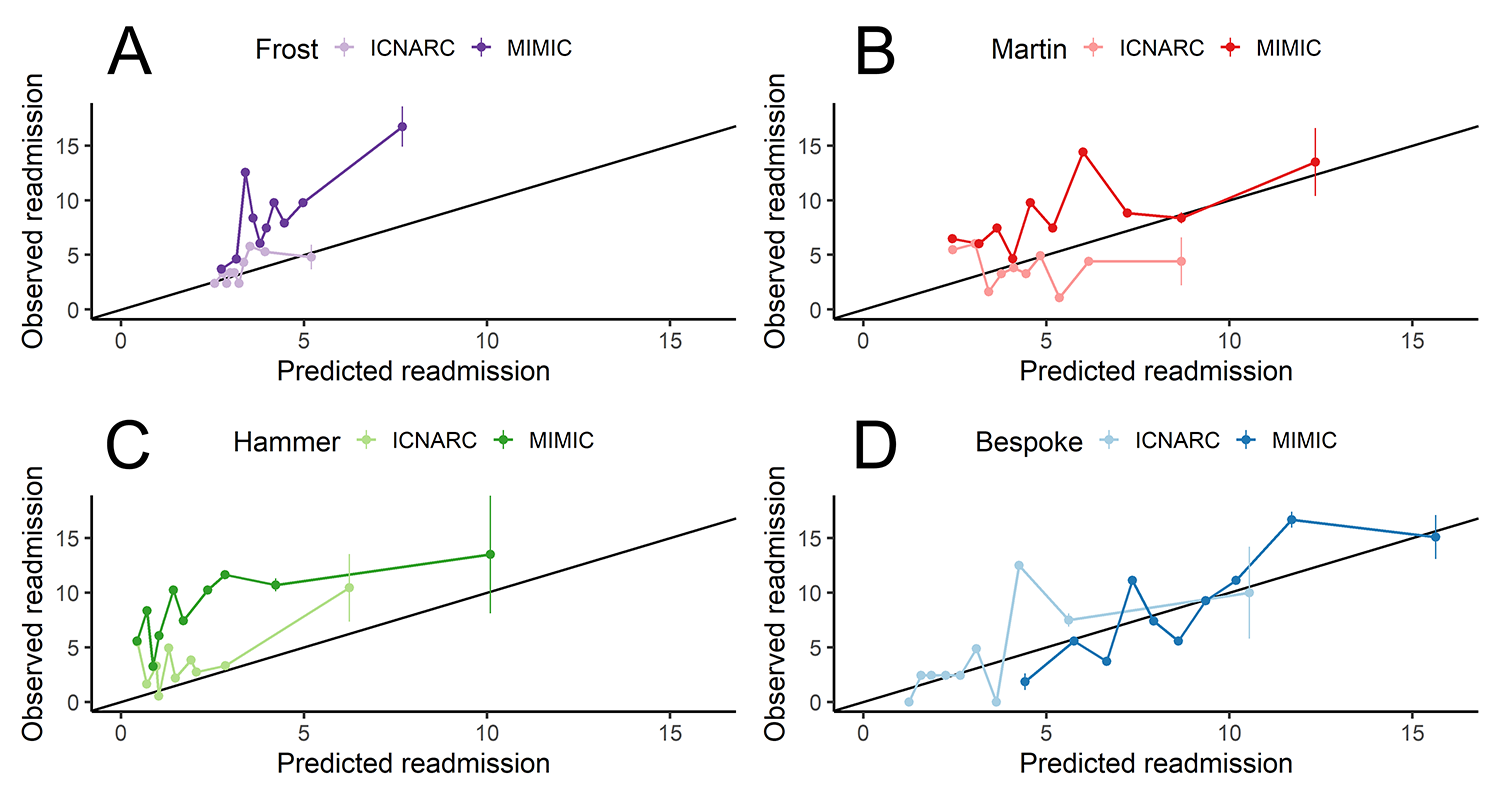 A
Frost ICNARC MIMIC
Observed readmission
15
10
5
0
0 5 10 15
Predicted readmission
B
Martin ICNARC MIMIC
Observed readmission
15
10
5
0
0 5 10 15
Predicted readmission
C
Hammer ICNARC MIMIC
Observed readmission
15
10
5
0
0 5 10 15
Predicted readmission
D
Bespoke ICNARC MIMIC
Observed readmission
15
10
5
0
0 5 10 15
Predicted readmission